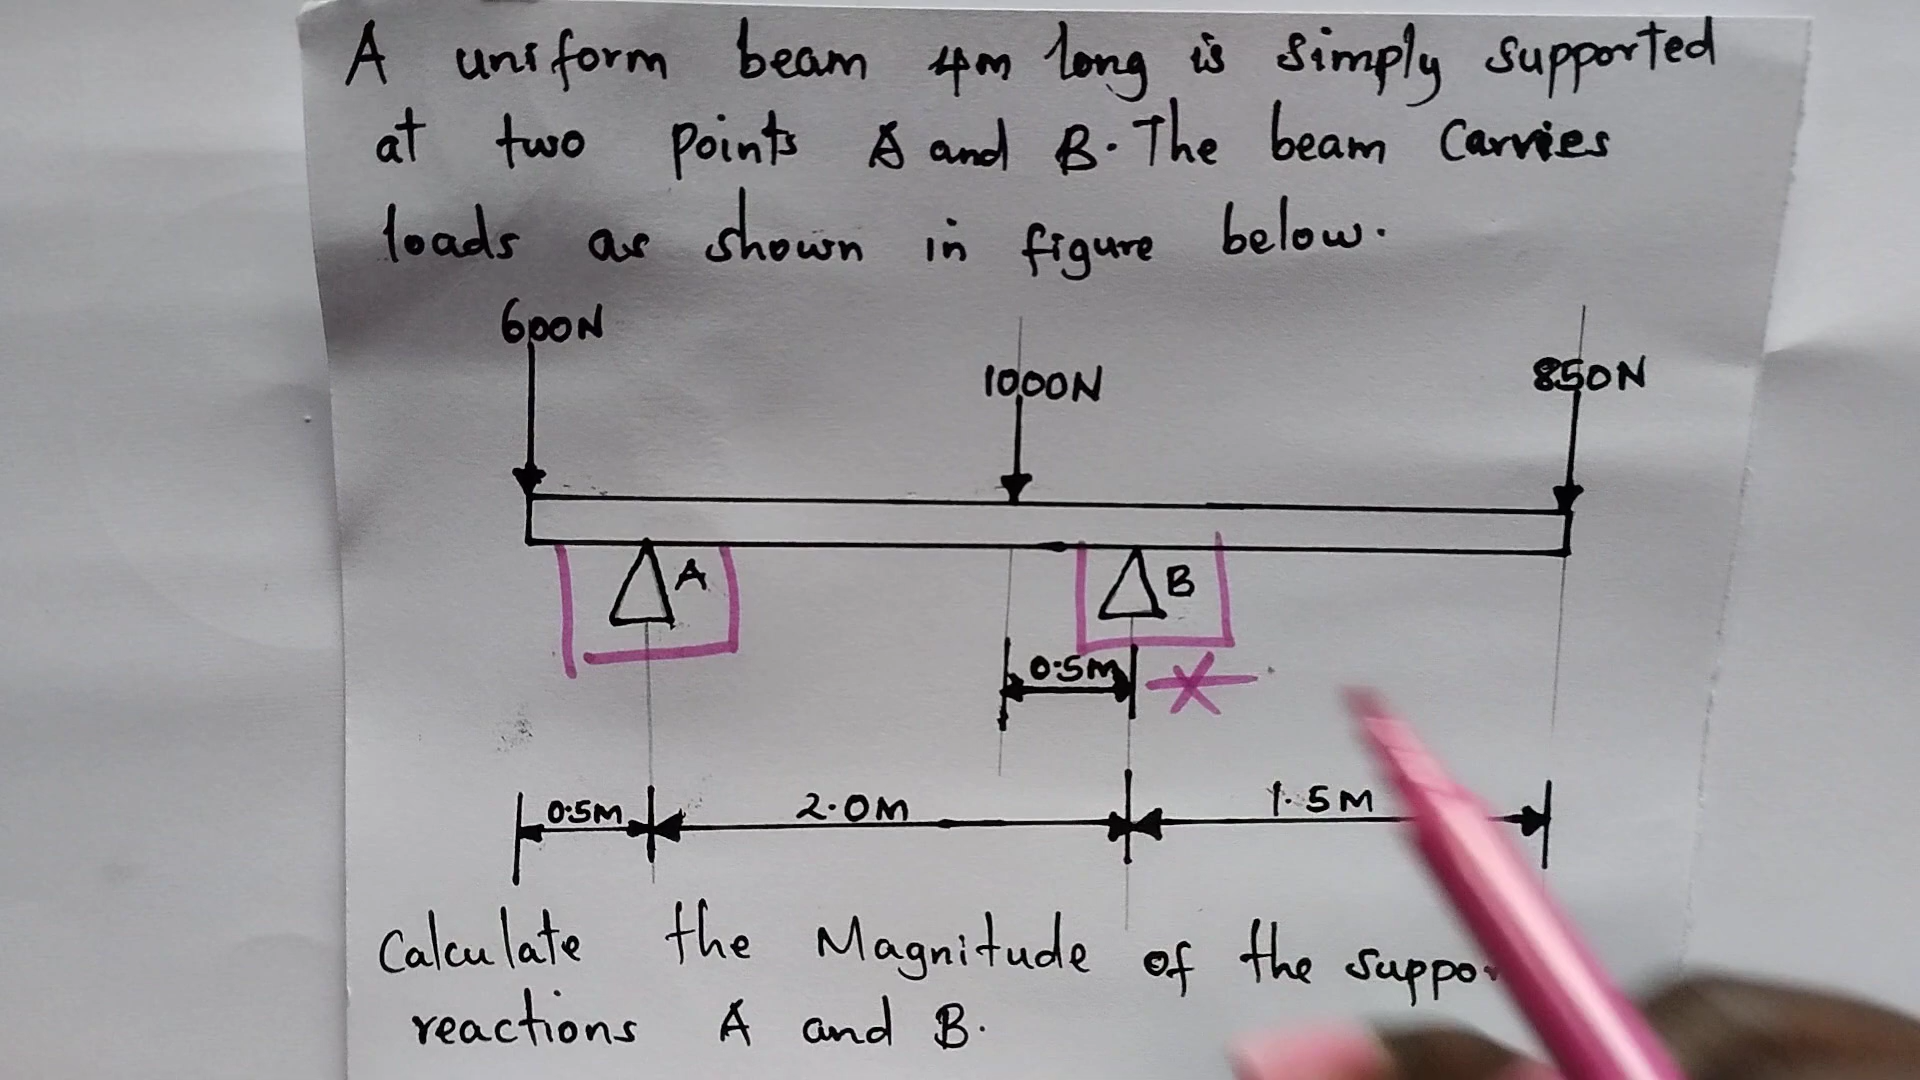 A uniform beam 4m long is simply supported
at two points A and B. The beam Carries
loads as shown in figure below.
600N
1000N
850N
A
B
0.5M
0.5M
2.0M
1.5M
Calculate the Magnitude of the
reactions A and B.